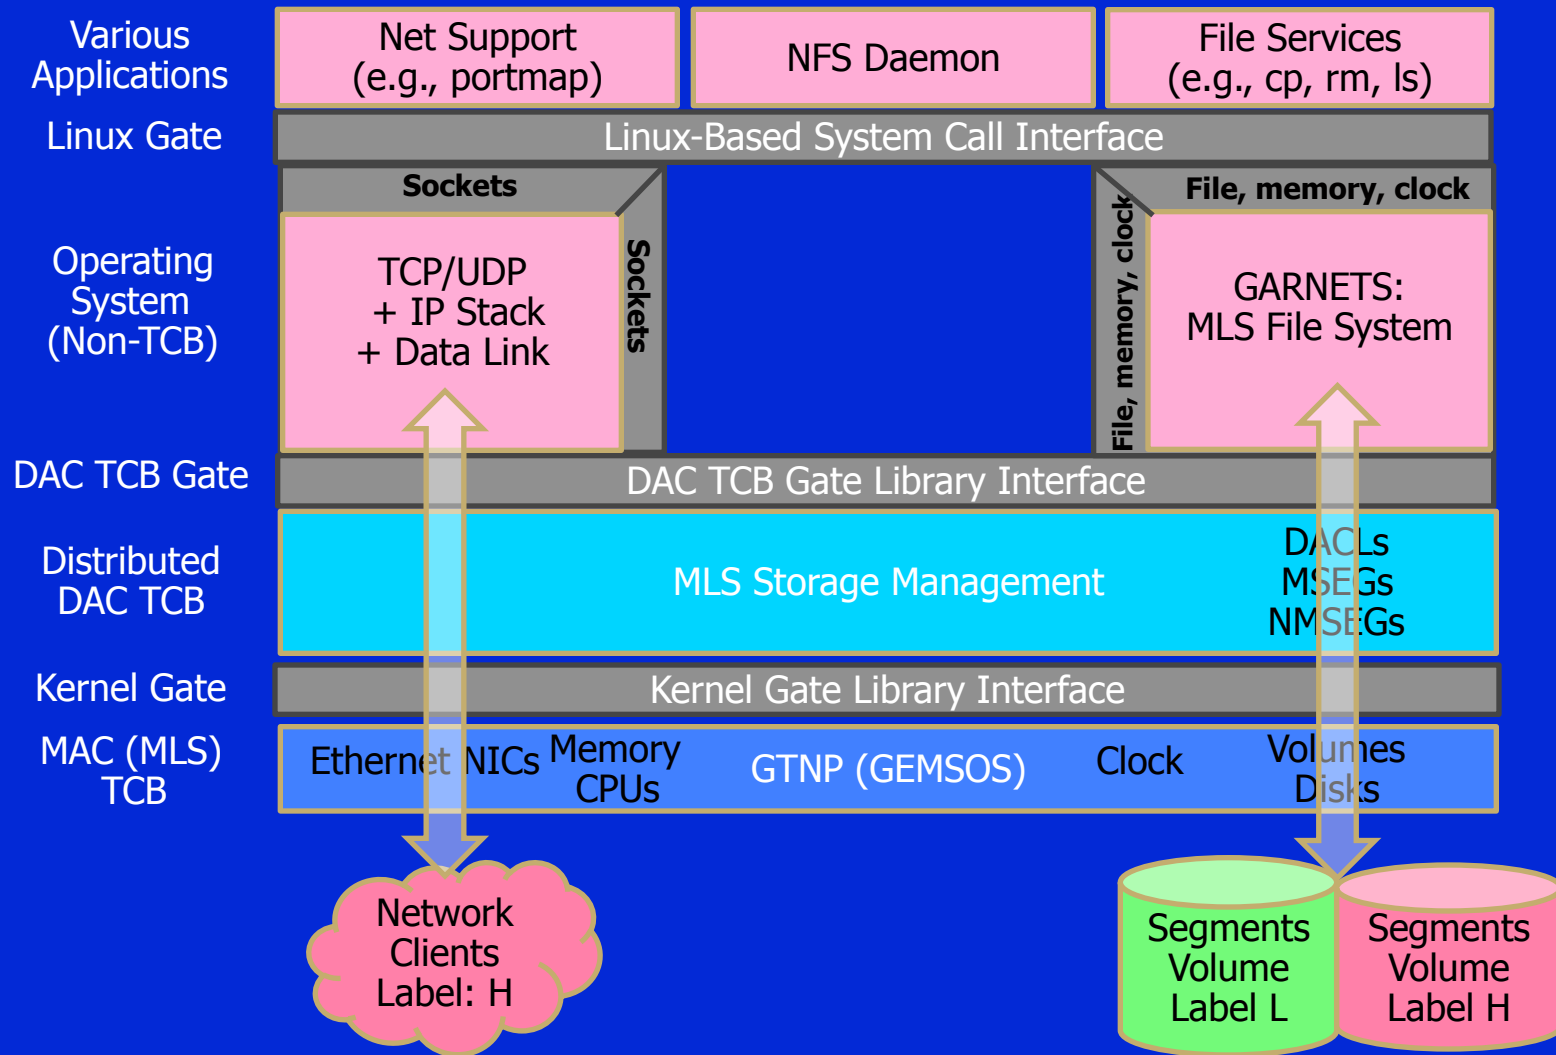 Various
Applications
Net Support
(e.g., portmap)
NFS Daemon
File Services
(e.g., cp, rm, ls)
Linux Gate
Linux-Based System Call Interface
Sockets
File, memory, clock
Operating
System
(Non-TCB)
TCP/UDP
+ IP Stack
+ Data Link
Sockets
File, memory, clock
GARNETS:
MLS File System
DAC TCB Gate
DAC TCB Gate Library Interface
Distributed
DAC TCB
MLS Storage Management
DACLs
MSEGs
NMSEGs
Kernel Gate
Kernel Gate Library Interface
MAC (MLS)
TCB
Ethernet NICs
Memory
CPUs
GTNP (GEMSOS)
Clock
Volumes
Disks
Network
Clients
Label: H
Segments
Volume
Label L
Segments
Volume
Label H